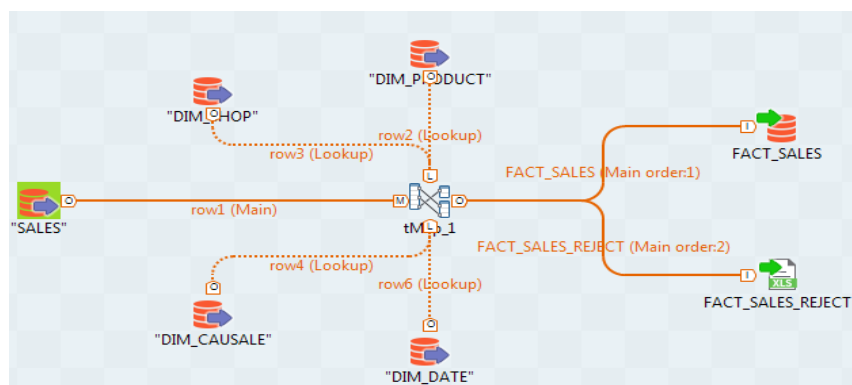 "DIM_PRODUCT"
"DIM_SHOP"
row2 (Lookup)
row3 (Lookup)
FACT_SALES
FACT_SALES (Main order:1)
row1 (Main)
"SALES"
tMap_1
FACT_SALES_REJECT (Main order:2)
row4 (Lookup)
row6 (Lookup)
XLS
FACT_SALES_REJECT
"DIM_CAUSALE"
"DIM_DATE"
O
O
L
I
O
M
O
L
I
O
O